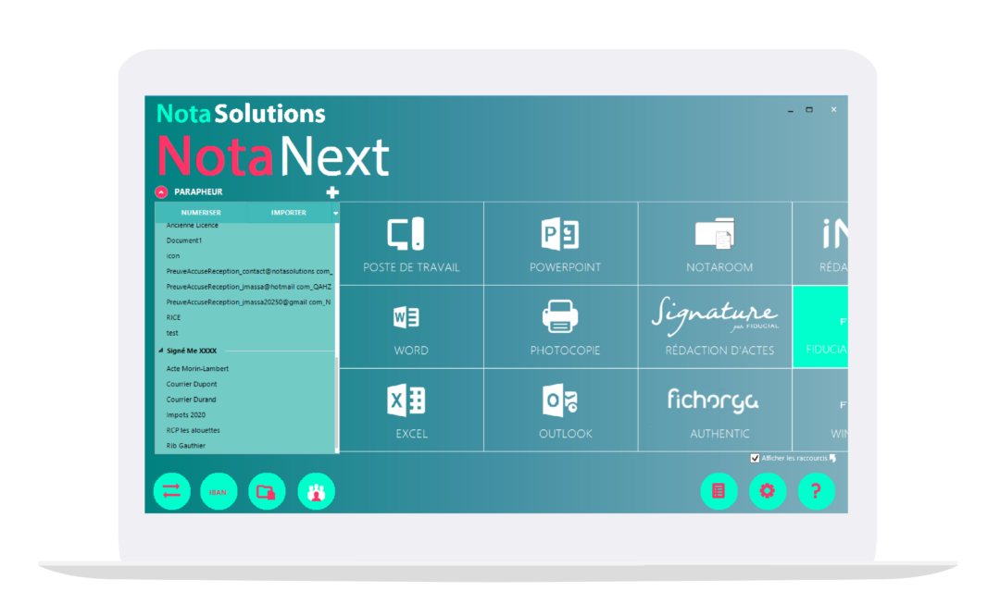 NotaSolutions
NotaNext
PARAPHEUR
NUMERISER IMPORTER
Ancienne Licence
Document1
icon
PreuveAccuseReception_contact@notasolutions com_
PreuveAccuseReception_jmassa@hotmail com_QAHZ
PreuveAccuseReception_jmassa20250@gmail com_N
RICE
test
Signé Me XXXX
Acte Morin-Lambert
Courrier Dupont
Courrier Durand
Impots 2020
RCP les alouettes
Rib Gauthier
POSTE DE TRAVAIL
POWERPOINT
NOTAROOM
iN
RÉDA
W
WORD
PHOTOCOPIE
Signature
par FIDUCIAL
RÉDACTION D'ACTES
F
FIDUCIA
X
EXCEL
O
OUTLOOK
fichorga
AUTHENTIC
F
WIN
P
Afficher les raccourcis
IBAN
?